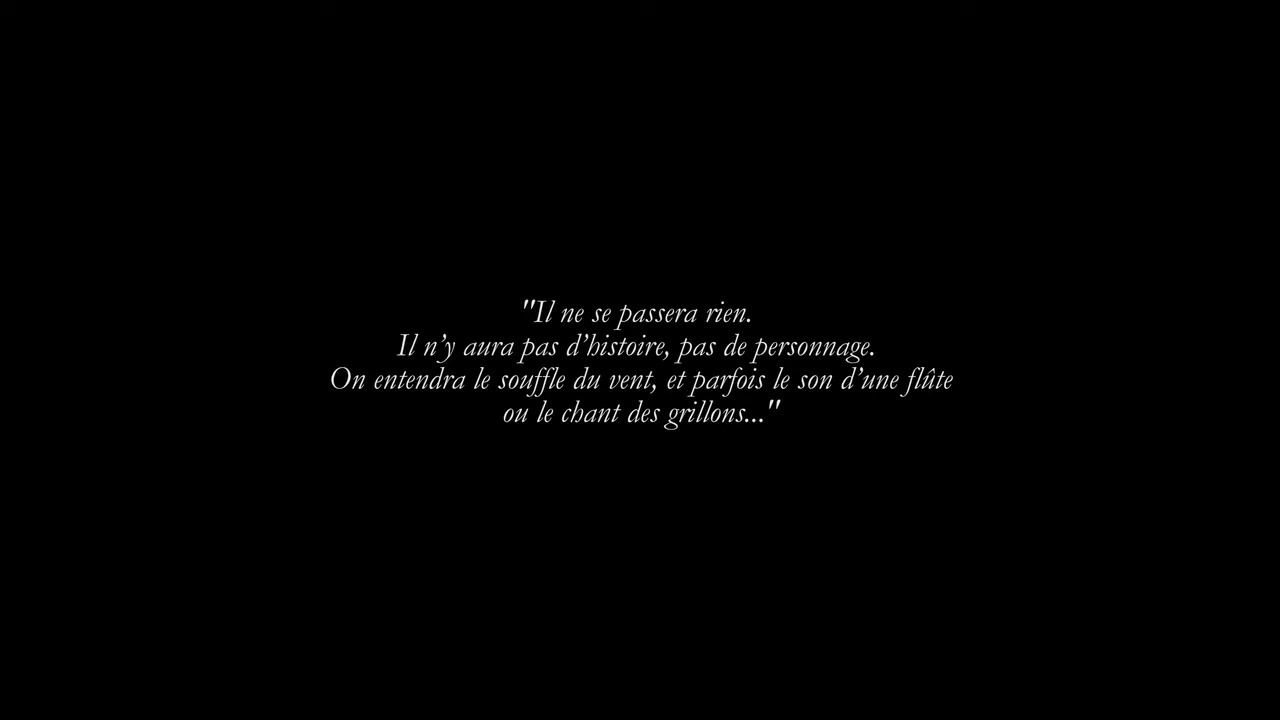 "Il ne se passera rien.
Il n’y aura pas d’histoire, pas de personnage.
On entendra le souffle du vent, et parfois le son d’une flûte
ou le chant des grillons..."